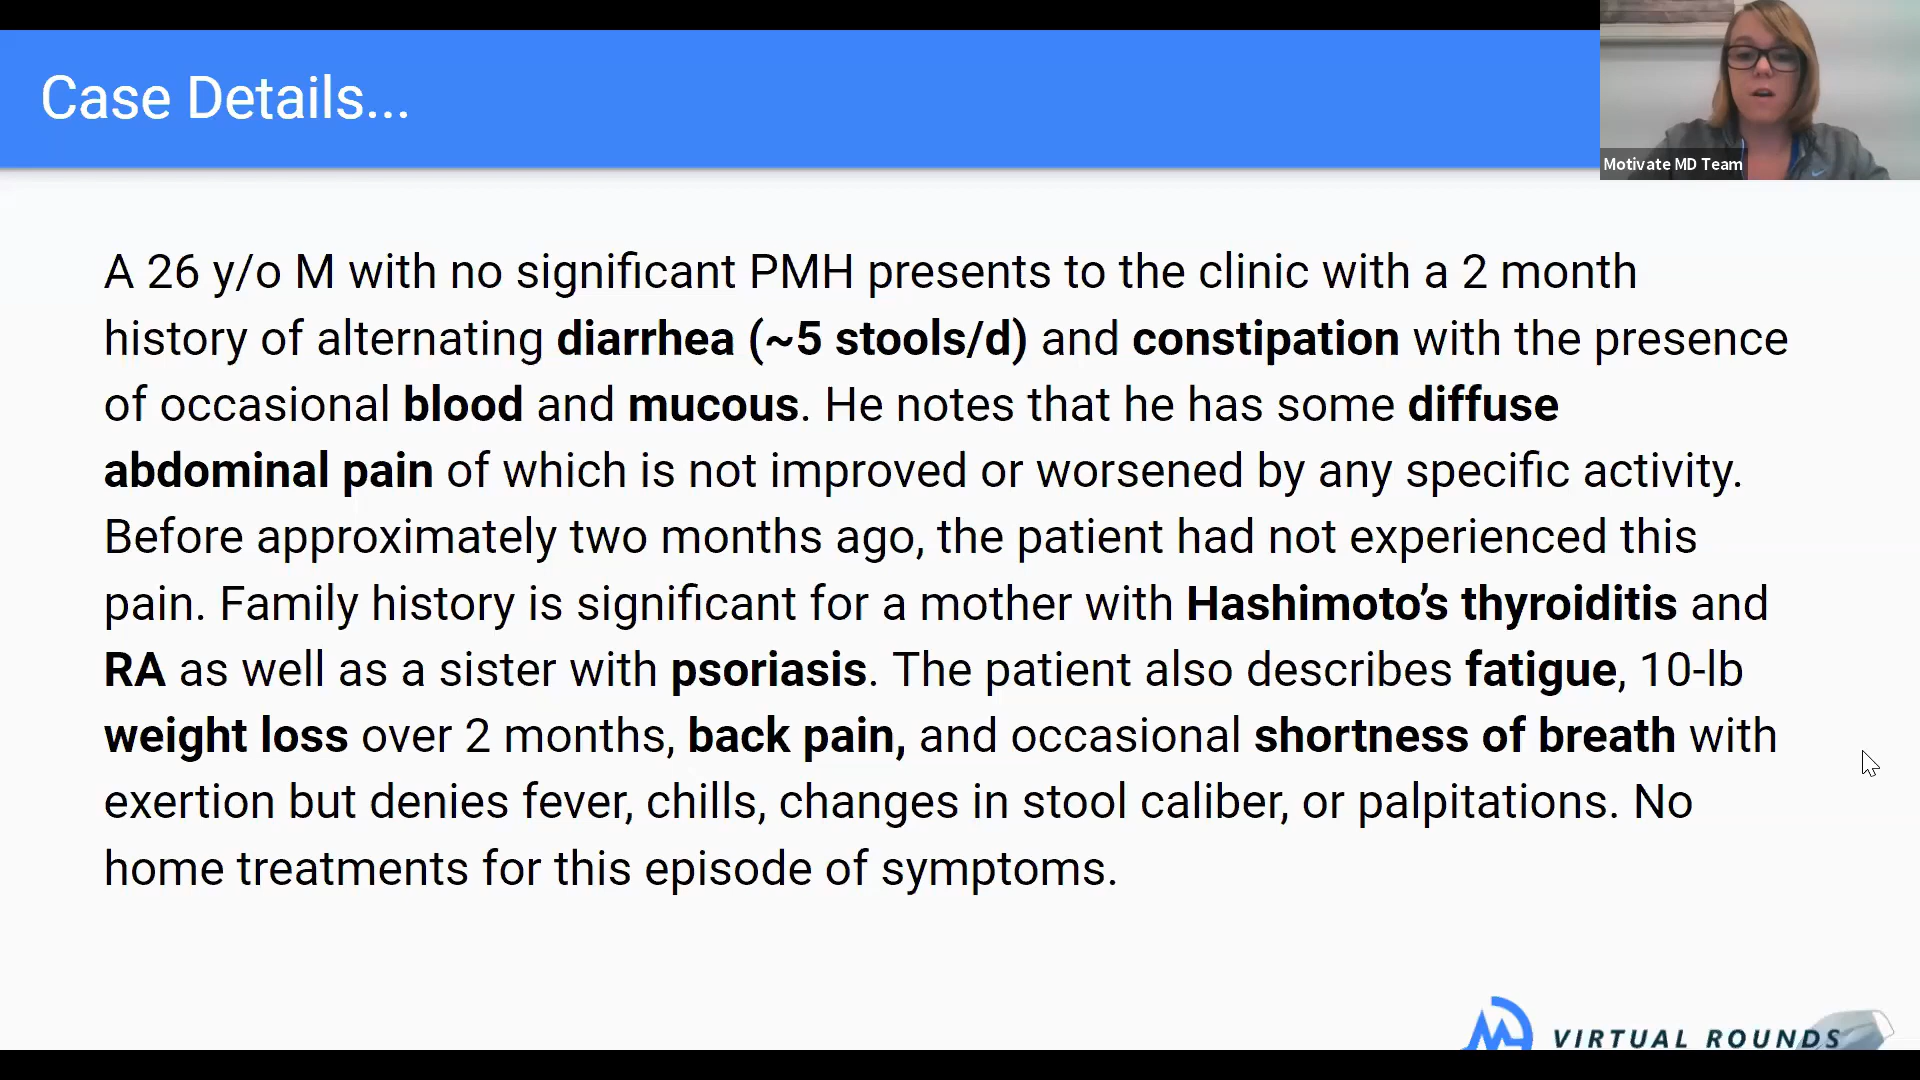 Case Details...
Motivate MD Team
A 26 y/o M with no significant PMH presents to the clinic with a 2 month
history of alternating diarrhea (~5 stools/d) and constipation with the presence
of occasional blood and mucous. He notes that he has some diffuse
abdominal pain of which is not improved or worsened by any specific activity.
Before approximately two months ago, the patient had not experienced this
pain. Family history is significant for a mother with Hashimoto’s thyroiditis and
RA as well as a sister with psoriasis. The patient also describes fatigue, 10-lb
weight loss over 2 months, back pain, and occasional shortness of breath with
exertion but denies fever, chills, changes in stool caliber, or palpitations. No
home treatments for this episode of symptoms.
VIRTUAL ROUNDS